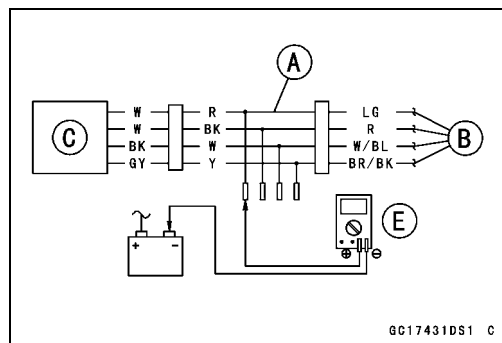 A
W R LG
W BK R
C BK W W/BL B
GY Y BR/BK
E
+ -
⊕ ⊖
GC17431DS1 C